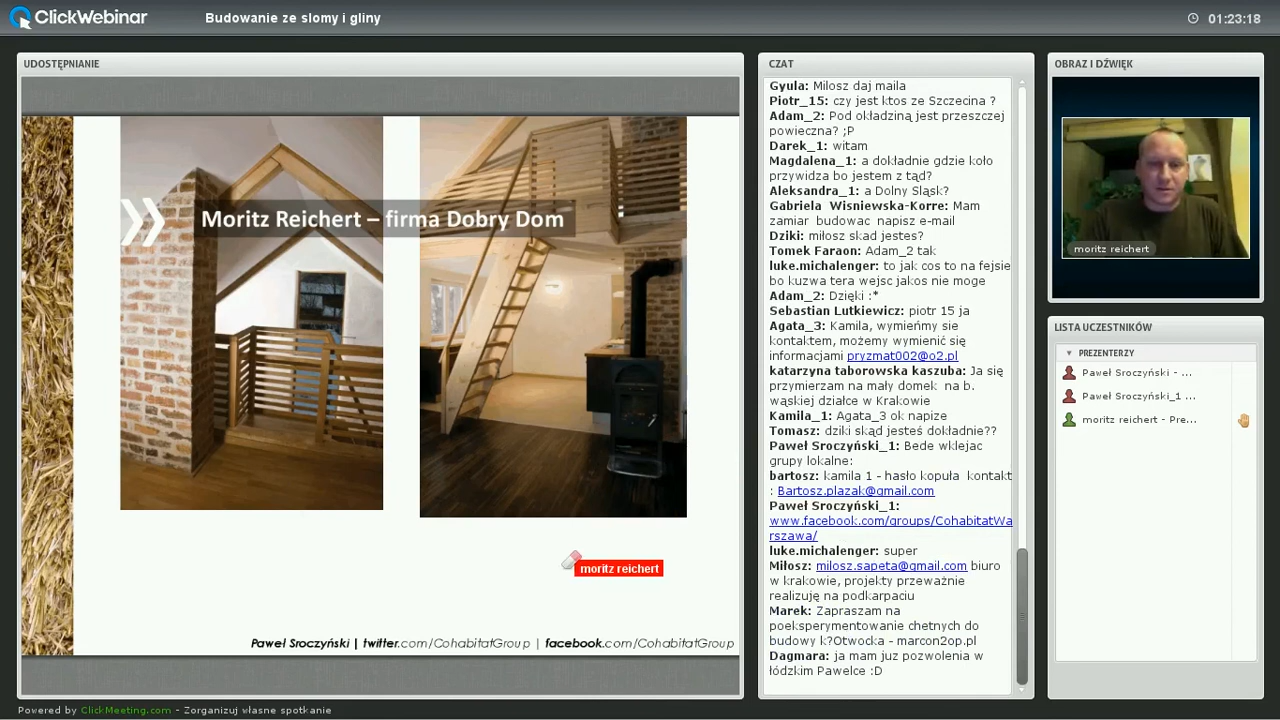 ClickWebinar
Budowanie ze slomy i gliny
01:23:18
UDOSTĘPNIANIE
Moritz Reichert – firma Dobry Dom
moritz reichert
Paweł Sroczyński | twitter.com/CohabitatGroup | facebook.com/CohabitatGroup
CZAT
Gyula: Milosz daj maila
Piotr_15: czy jest ktos ze Szczecina ?
Adam_2: Pod okładziną jest przeszczej
powieczna? ;P
Darek_1: witam
Magdalena_1: a dokładnie gdzie koło
przywidza bo jestem z tąd?
Aleksandra_1: a Dolny Sląsk?
Gabriela Wisniewska-Korre: Mam
zamiar budowac napisz e-mail
Dziki: miłosz skad jestes?
Tomek Faraon: Adam_2 tak
luke.michalenger: to jak cos to na fejsie
bo kuzwa tera wejsc jakos nie moge
Adam_2: Dzięki :*
Sebastian Lutkiewicz: piotr 15 ja
Agata_3: Kamila, wymieńmy sie
kontaktem, możemy wymienić się
informacjami pryzmat002@o2.pl
katarzyna taborowska kaszuba: Ja się
przymierzam na mały domek na b.
wąskiej działce w Krakowie
Kamila_1: Agata_3 ok napize
Tomasz: dziki skąd jesteś dokładnie??
Paweł Sroczyński_1: Bede wklejac
grupy lokalne:
bartosz: kamila 1 - hasło kopuła kontakt
: Bartosz.plazak@gmail.com
Paweł Sroczyński_1:
www.facebook.com/groups/CohabitatWa
rszawa/
luke.michalenger: super
Miłosz: milosz.sapeta@gmail.com biuro
w krakowie, projekty przeważnie
realizuję na podkarpaciu
Marek: Zapraszam na
poeksperymentowanie chetnych do
budowy k?Otwocka - marcon2op.pl
Dagmara: ja mam juz pozwolenia w
łódzkim Pawelce :D
OBRAZ I DŹWIĘK
moritz reichert
LISTA UCZESTNIKÓW
PREZENTERZY
Paweł Sroczyński - ...
Paweł Sroczyński_1 ...
moritz reichert - Pre...
Powered by ClickMeeting.com - Zorganizuj własne spotkanie